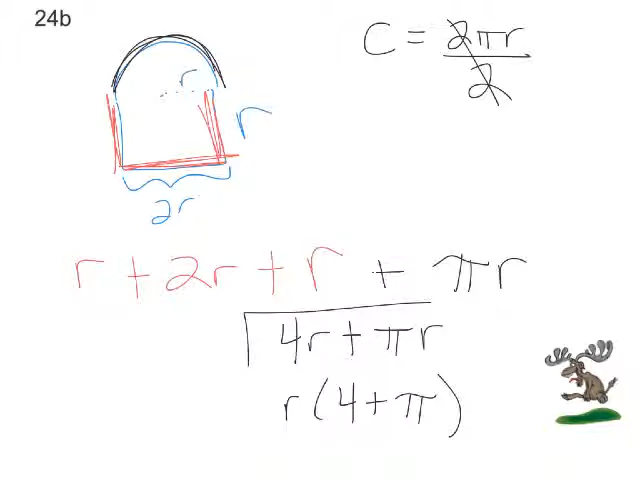 24b
C = 2πr / 2
r
r
2r
r + 2r + r + πr
4r + πr
r(4 + π)